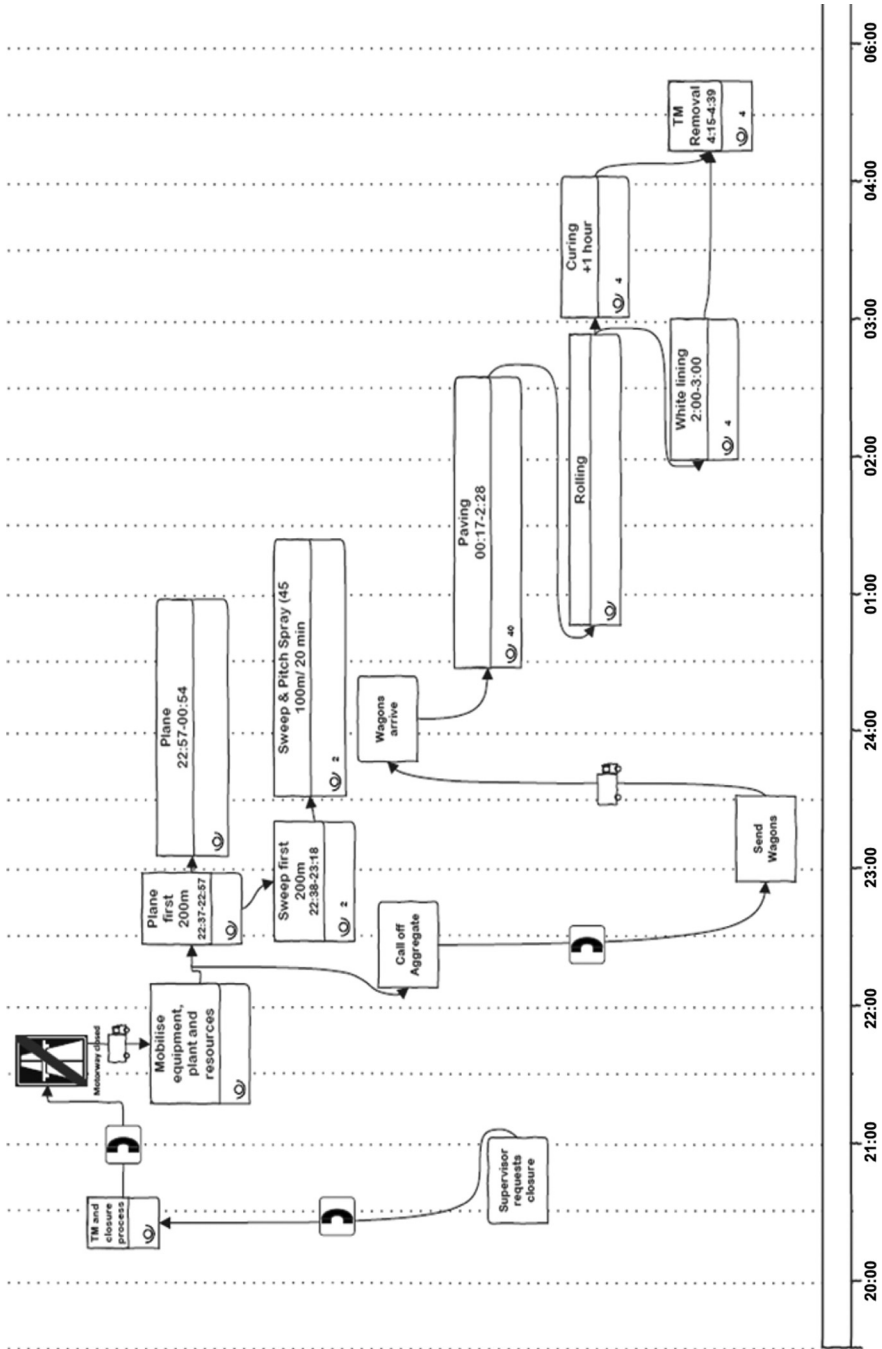 Motorway closed
TM and
closure
process
Mobilise
equipment,
plant and
resources
Supervisor
requests
closure
Plane
first
200m
22:37-22:57
Plane
22:57-00:54
Sweep first
200m
22:38-23:18
2
Sweep & Pitch Spray (45
100m/ 20 min
2
Call off
Aggregate
Send
Wagons
Wagons
arrive
Paving
00:17-2:28
40
Rolling
Curing
+1 hour
4
White lining
2:00-3:00
4
TM
Removal
4:15-4:39
4
20:00
21:00
22:00
23:00
24:00
01:00
02:00
03:00
04:00
06:00